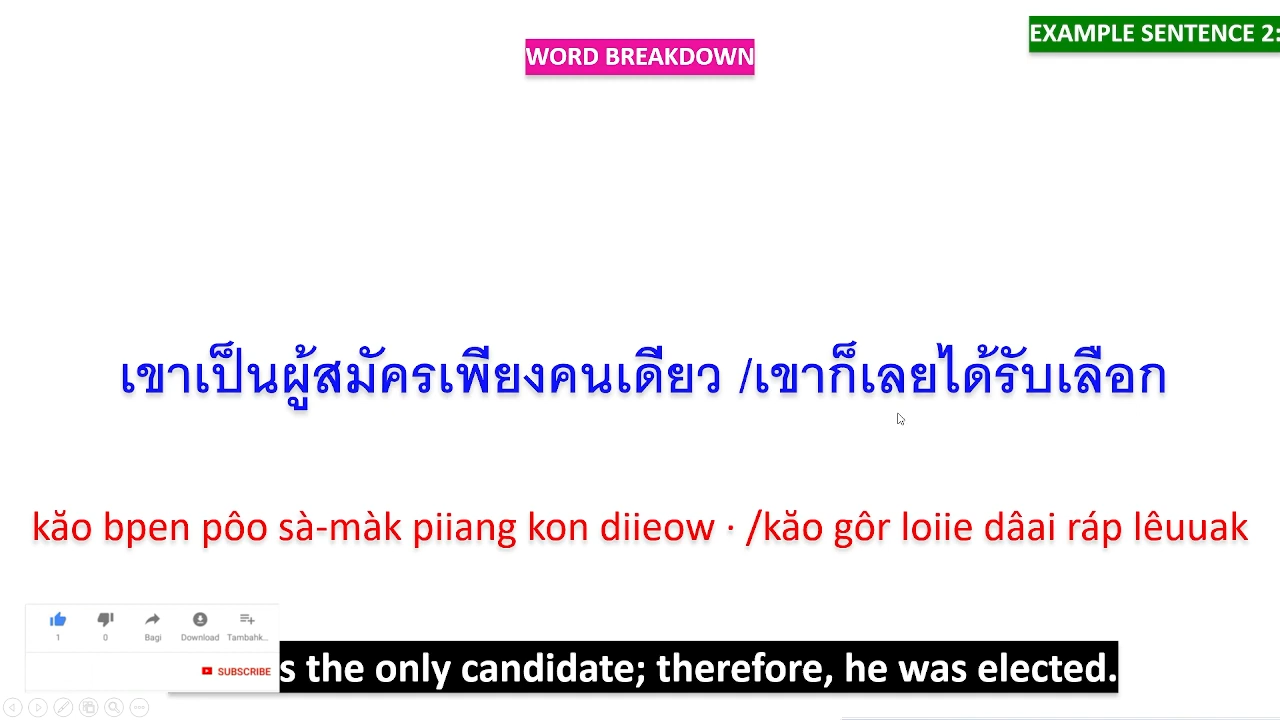 EXAMPLE SENTENCE 2:
WORD BREAKDOWN
เขาเป็นผู้สมัครเพียงคนเดียว /เขาก็เลยได้รับเลือก
kăo bpen pôo sà-màk piiang kon diieow · /kăo gôr loiie dâai ráp lêuuak
1 0 Bagi Download Tambahk...
SUBSCRIBE
s the only candidate; therefore, he was elected.